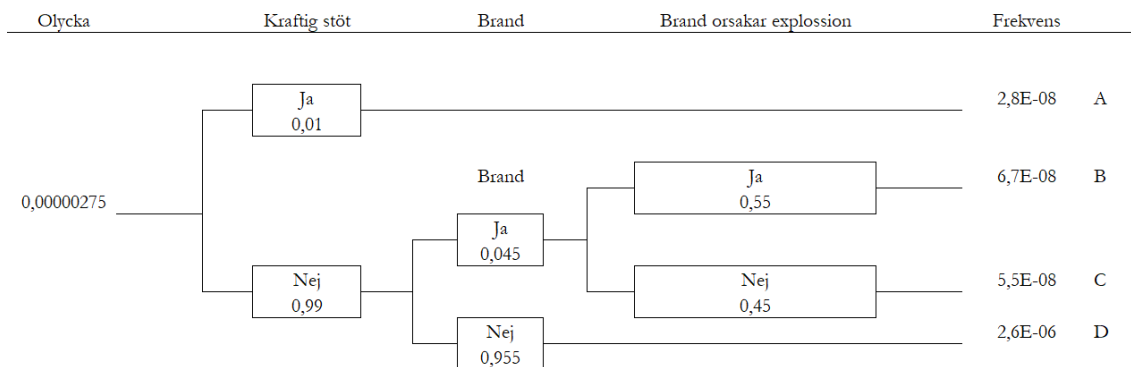 Olycka Kraftig stöt Brand Brand orsakar explossion Frekvens
Ja
0,01
2,8E-08 A
Brand
Ja
0,55
6,7E-08 B
0,00000275
Ja
0,045
Nej
0,99
Nej
0,45
5,5E-08 C
Nej
0,955
2,6E-06 D